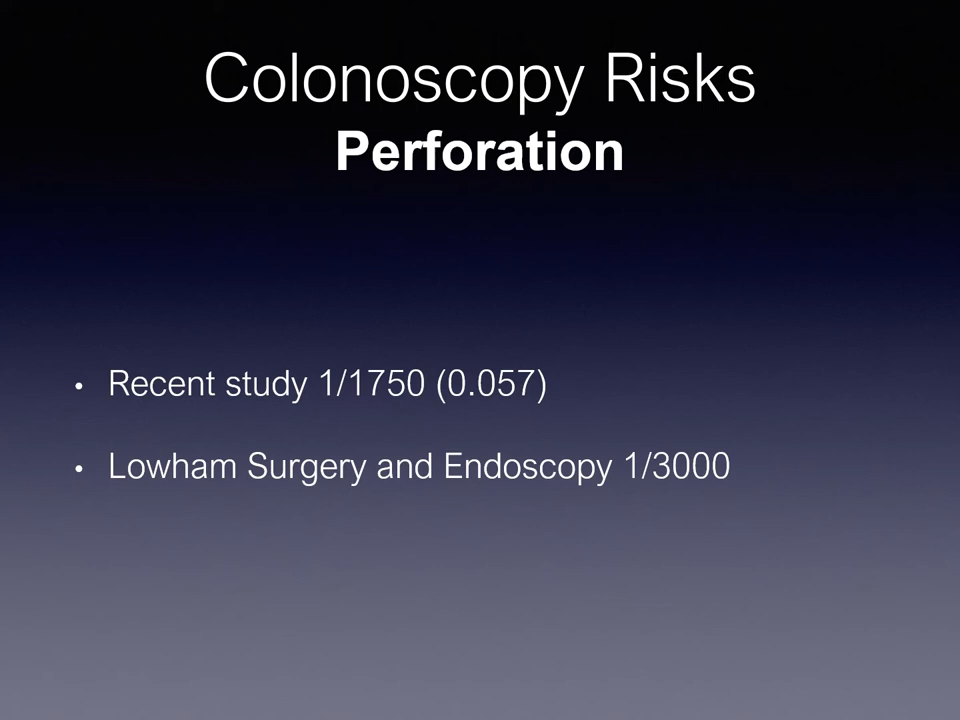 Colonoscopy Risks
Perforation
• Recent study 1/1750 (0.057)
• Lowham Surgery and Endoscopy 1/3000